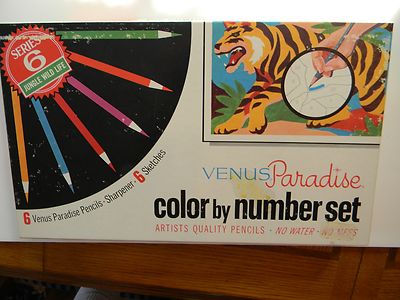 SERIES
6
JUNGLE WILD LIFE
VENUS Paradise
6 Venus Paradise Pencils · Sharpener · 6 Sketches
color by number set
ARTISTS QUALITY PENCILS · NO WATER · NO MESS